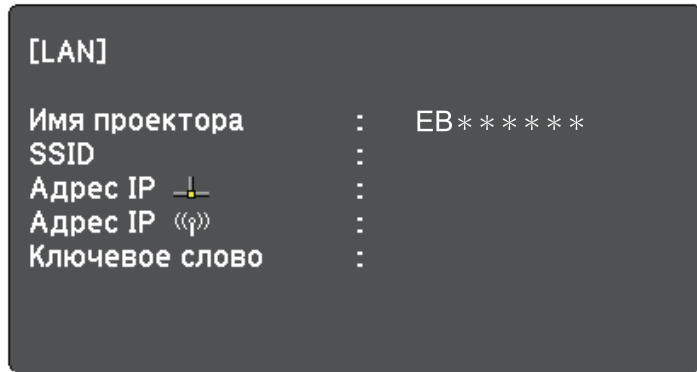 [LAN]
Имя проектора : EB******
SSID :
Адрес IP :
Адрес IP :
Ключевое слово :